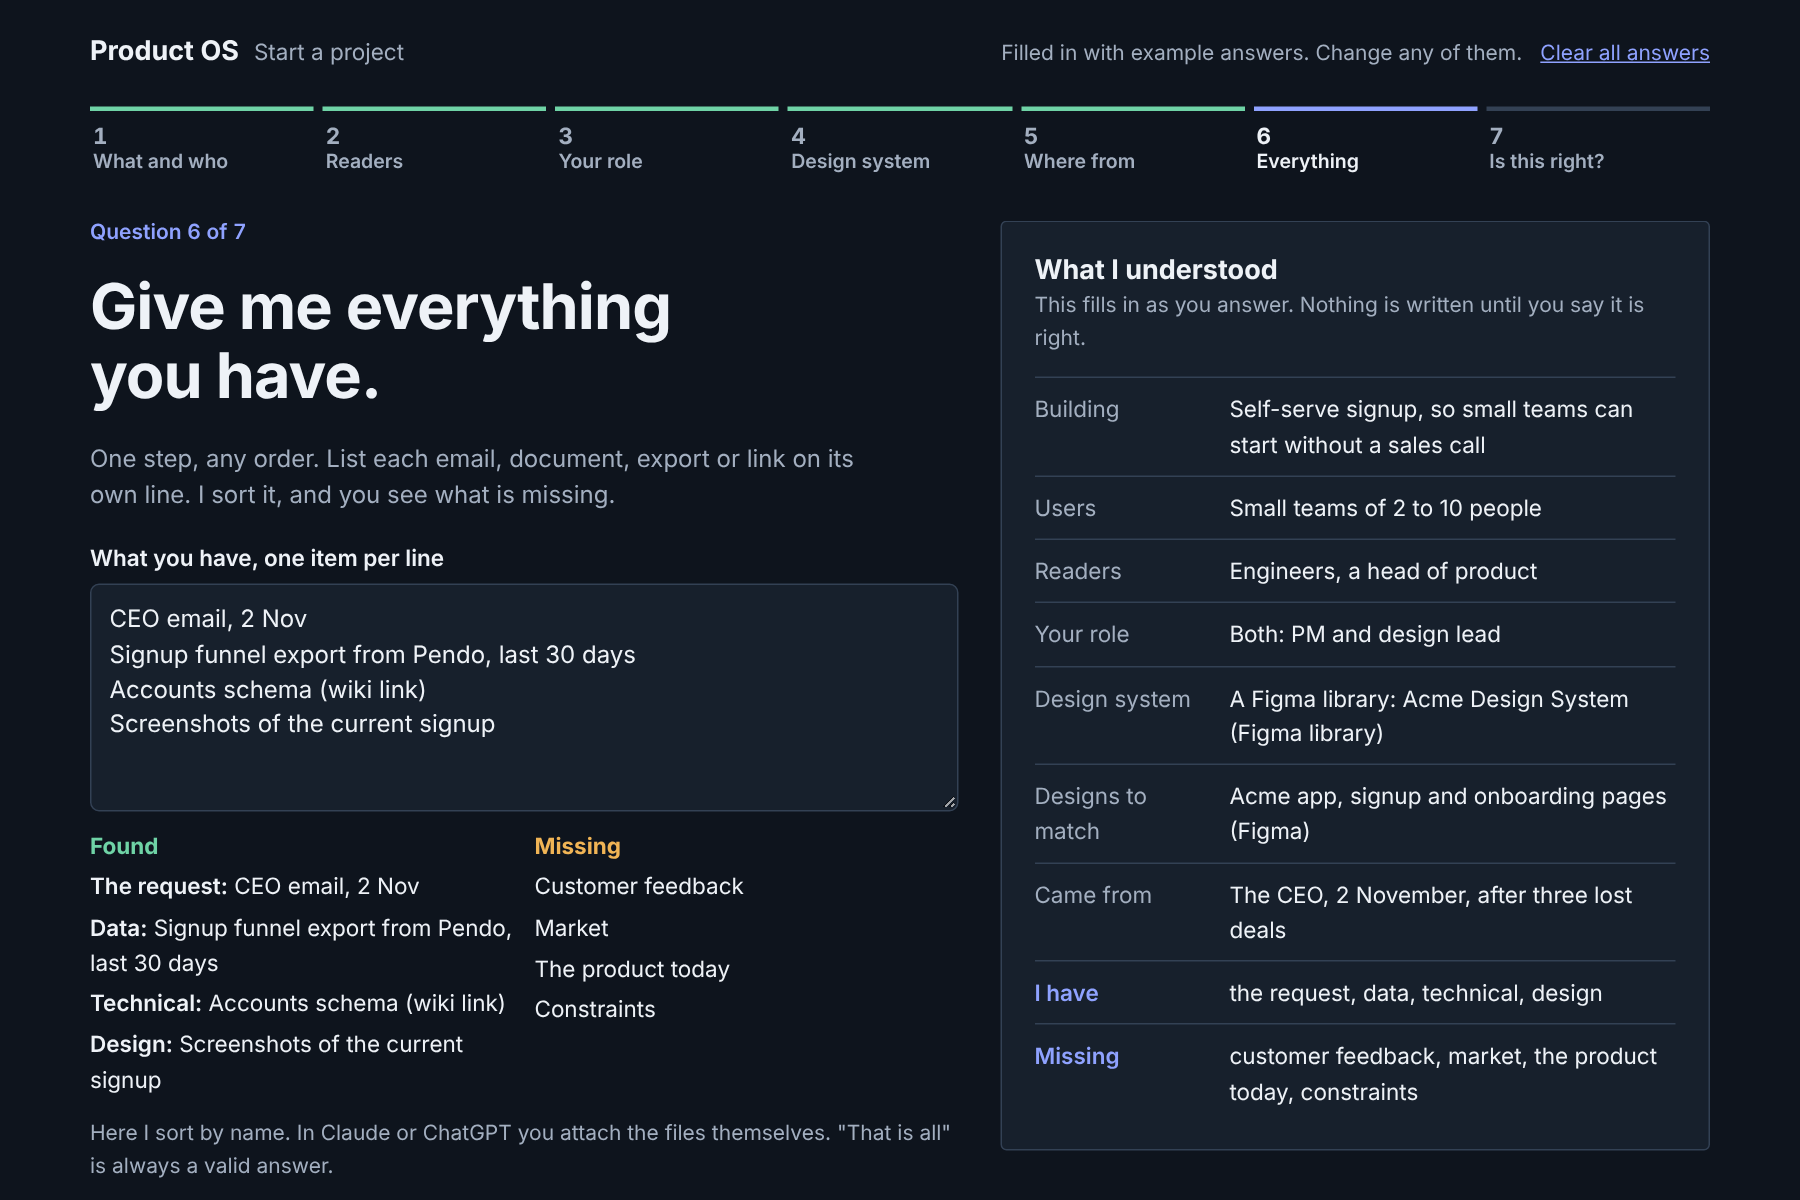 Product OS Start a project
Filled in with example answers. Change any of them. Clear all answers
1
What and who
2
Readers
3
Your role
4
Design system
5
Where from
6
Everything
7
Is this right?
Question 6 of 7
Give me everything
you have.
One step, any order. List each email, document, export or link on its
own line. I sort it, and you see what is missing.
What you have, one item per line
CEO email, 2 Nov
Signup funnel export from Pendo, last 30 days
Accounts schema (wiki link)
Screenshots of the current signup
Found
The request: CEO email, 2 Nov
Data: Signup funnel export from Pendo,
last 30 days
Technical: Accounts schema (wiki link)
Design: Screenshots of the current
signup
Missing
Customer feedback
Market
The product today
Constraints
Here I sort by name. In Claude or ChatGPT you attach the files themselves. "That is all"
is always a valid answer.
What I understood
This fills in as you answer. Nothing is written until you say it is
right.
Building
Self-serve signup, so small teams can
start without a sales call
Users
Small teams of 2 to 10 people
Readers
Engineers, a head of product
Your role
Both: PM and design lead
Design system
A Figma library: Acme Design System
(Figma library)
Designs to
match
Acme app, signup and onboarding pages
(Figma)
Came from
The CEO, 2 November, after three lost
deals
I have
the request, data, technical, design
Missing
customer feedback, market, the product
today, constraints